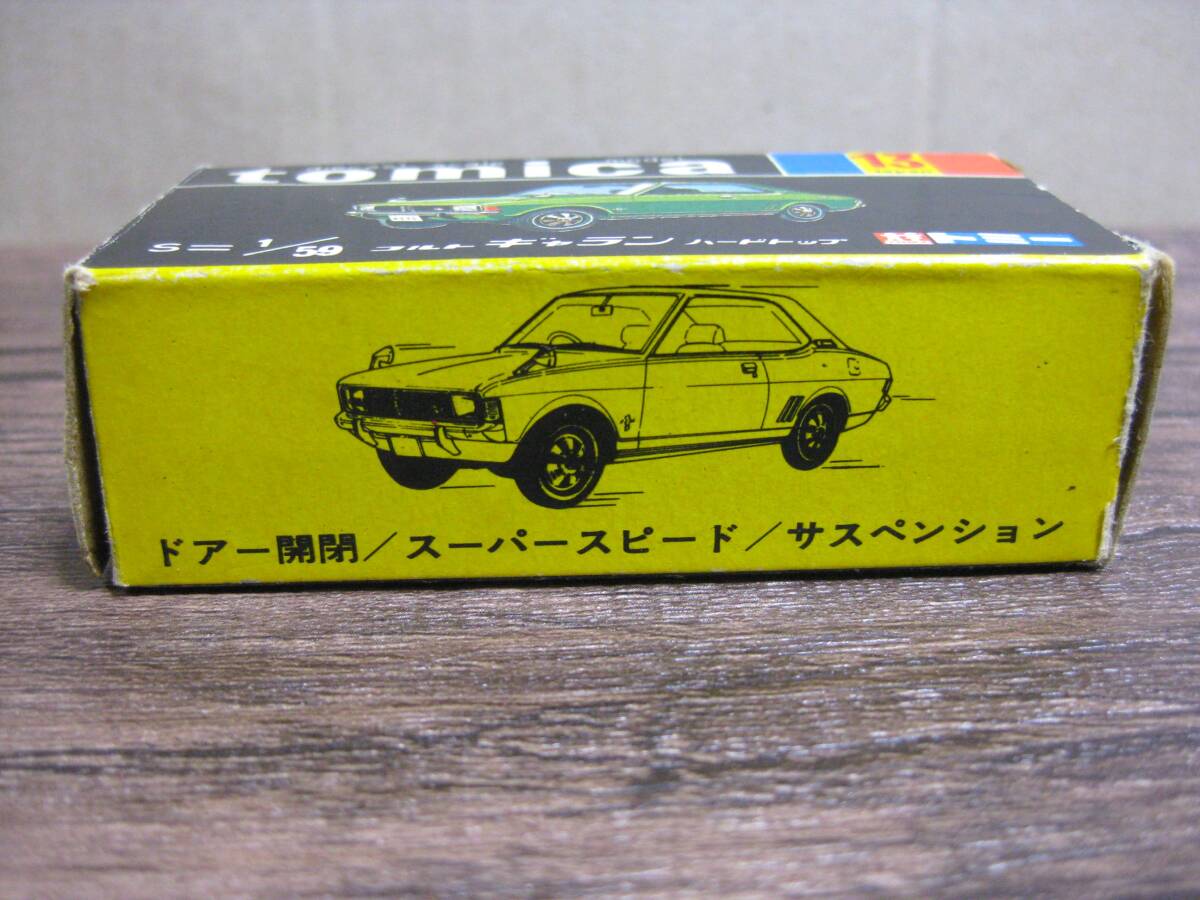 tomica
S=1/59 コルト ギャラン ハードトップ トミー
ドアー開閉/スーパースピード/サスペンション